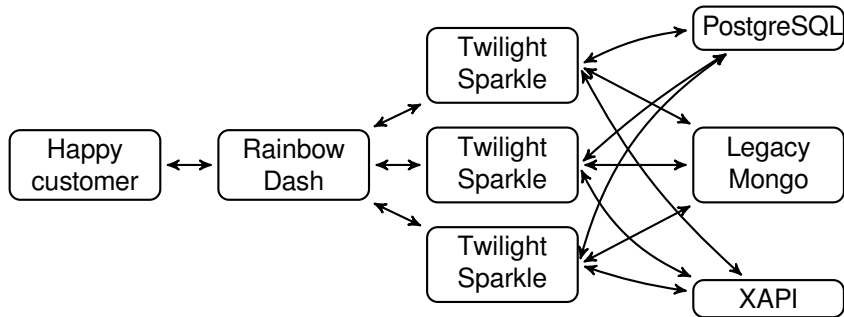 Happy
customer
Rainbow
Dash
Twilight
Sparkle
Twilight
Sparkle
Twilight
Sparkle
PostgreSQL
Legacy
Mongo
XAPI